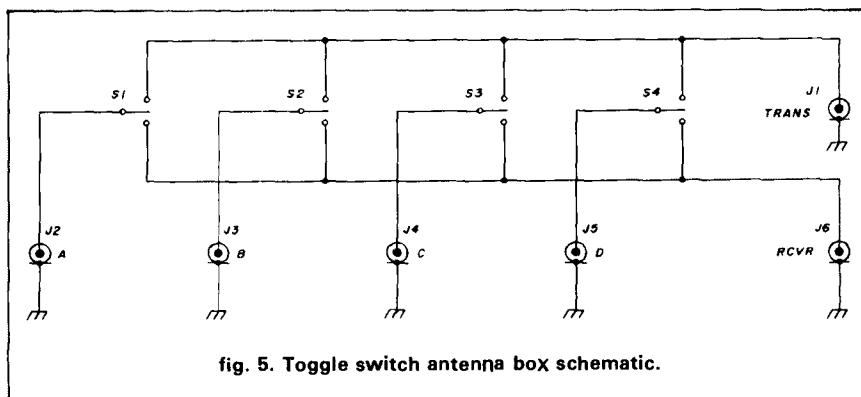 S1
S2
S3
S4
J1
TRANS
J2
A
J3
B
J4
C
J5
D
J6
RCVR
fig. 5. Toggle switch antenna box schematic.